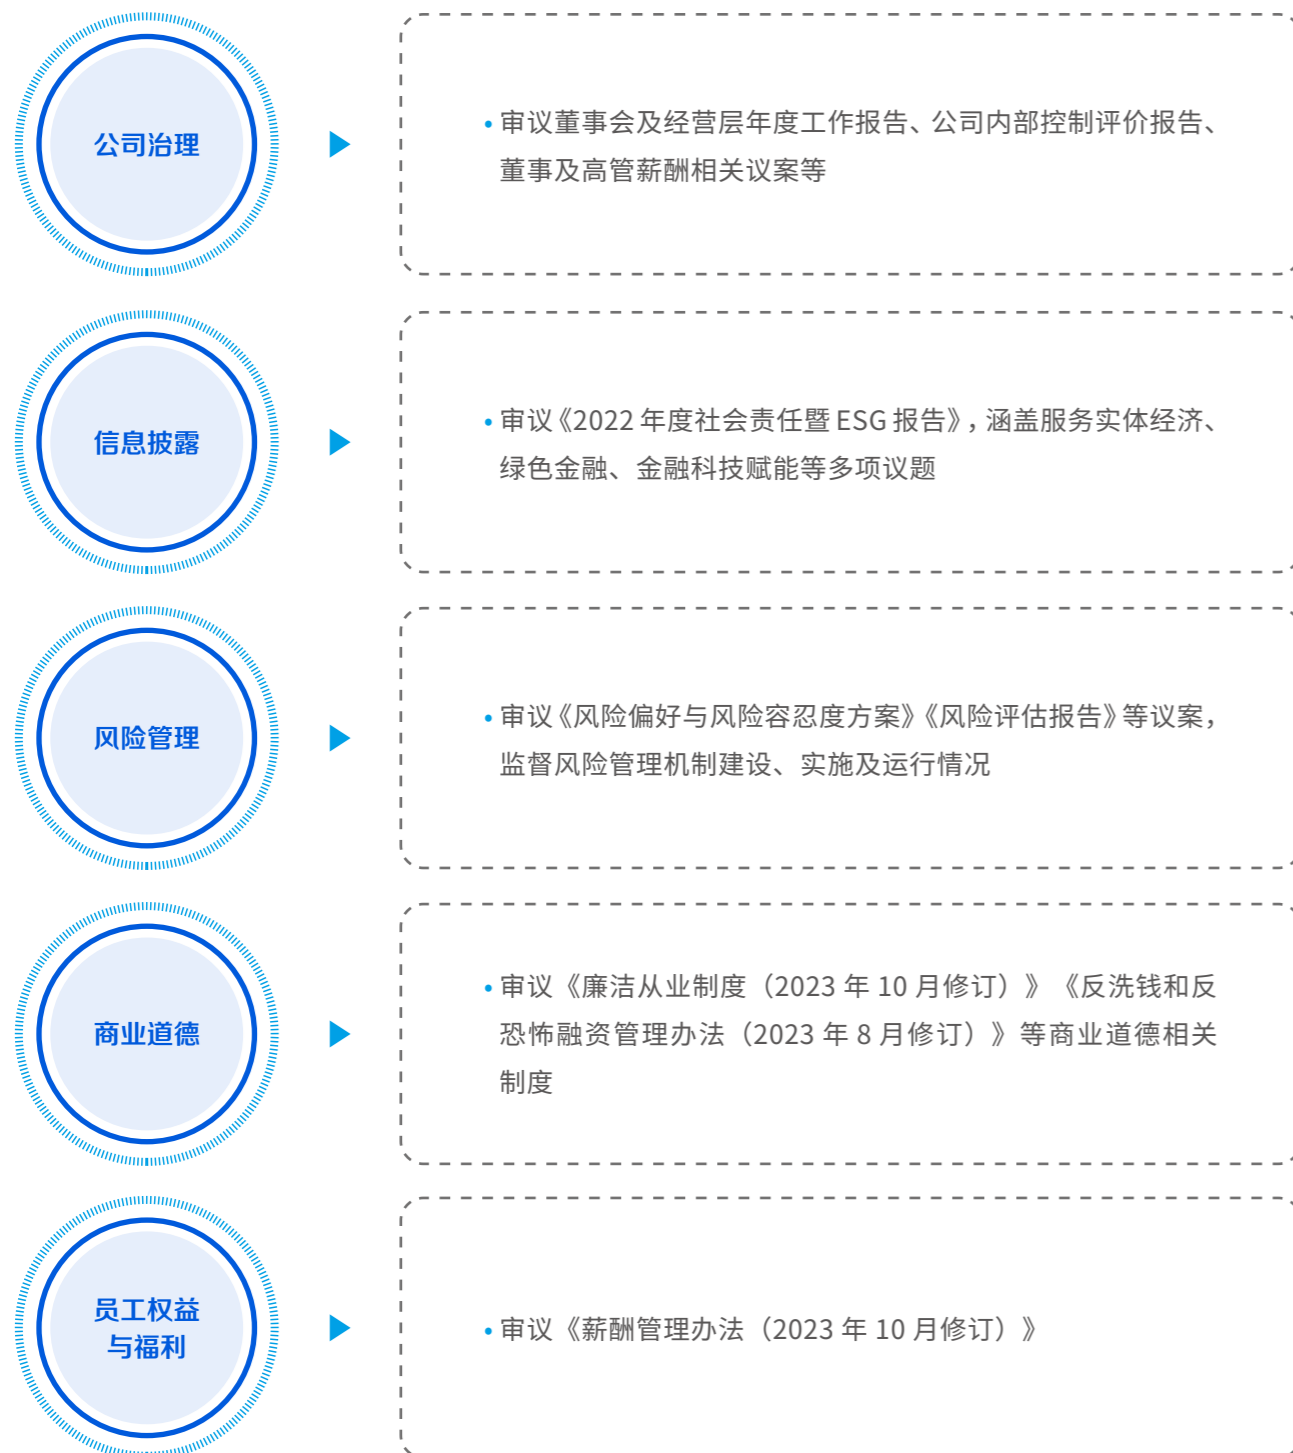 公司治理
• 审议董事会及经营层年度工作报告、公司内部控制评价报告、
董事及高管薪酬相关议案等
信息披露
• 审议《2022 年度社会责任暨 ESG 报告》，涵盖服务实体经济、
绿色金融、金融科技赋能等多项议题
风险管理
• 审议《风险偏好与风险容忍度方案》《风险评估报告》等议案，
监督风险管理机制建设、实施及运行情况
商业道德
• 审议《廉洁从业制度（2023 年 10 月修订）》《反洗钱和反
恐怖融资管理办法（2023 年 8 月修订）》等商业道德相关
制度
员工权益
与福利
• 审议《薪酬管理办法（2023 年 10 月修订）》